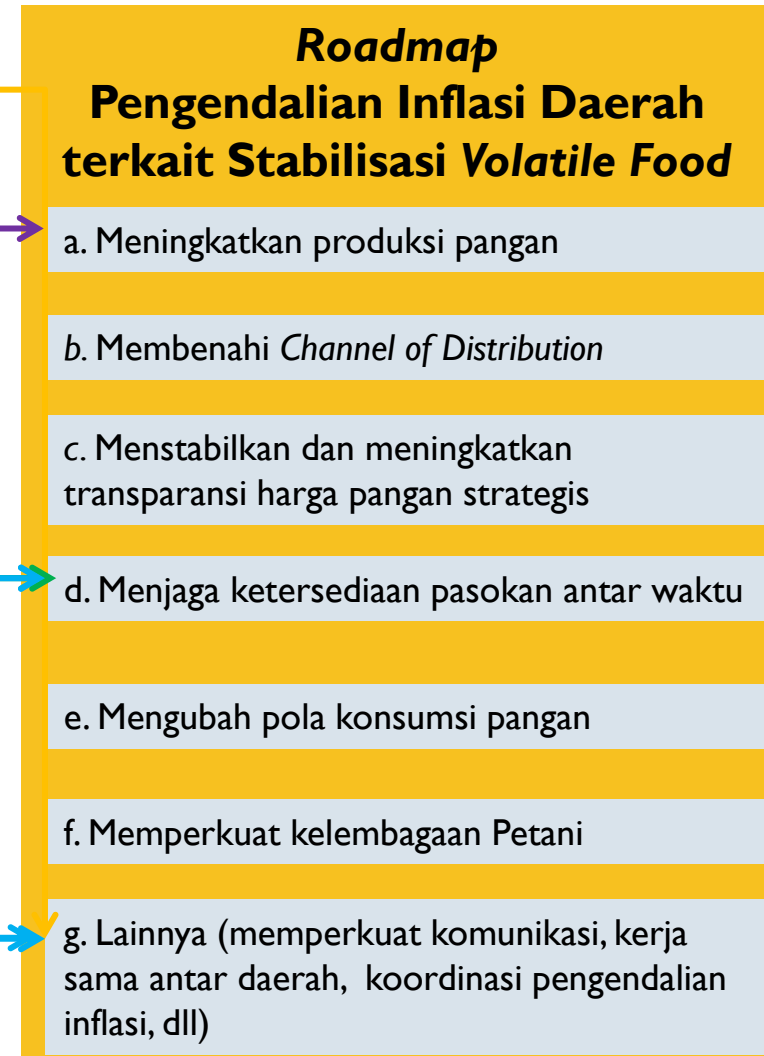 Roadmap
Pengendalian Inflasi Daerah
terkait Stabilisasi Volatile Food
a. Meningkatkan produksi pangan
b. Membenahi Channel of Distribution
c. Menstabilkan dan meningkatkan
transparansi harga pangan strategis
d. Menjaga ketersediaan pasokan antar waktu
e. Mengubah pola konsumsi pangan
f. Memperkuat kelembagaan Petani
g. Lainnya (memperkuat komunikasi, kerja
sama antar daerah, koordinasi pengendalian
inflasi, dll)